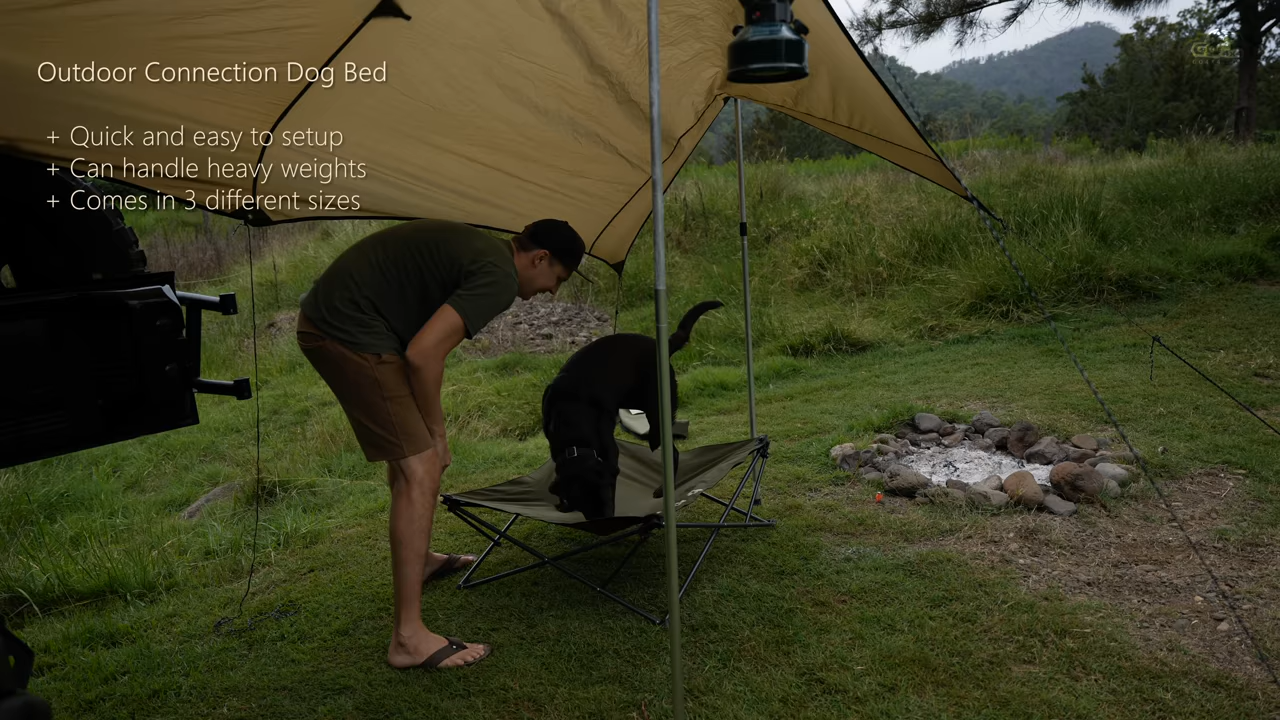 Outdoor Connection Dog Bed
+ Quick and easy to setup
+ Can handle heavy weights
+ Comes in 3 different sizes